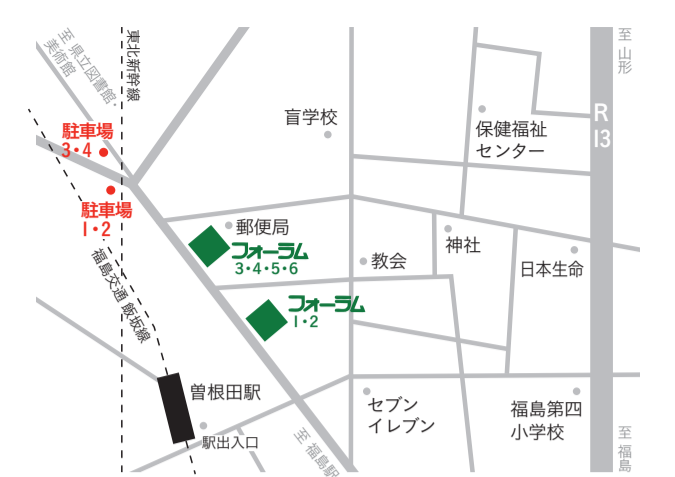 至 県立図書館・
美術館
東北新幹線
至 山形
R
13
盲学校
保健福祉
センター
駐車場
3・4
駐車場
1・2
郵便局
フォーラム
3・4・5・6
神社
教会
日本生命
福島交通 飯坂線
フォーラム
1・2
曽根田駅
セブン
イレブン
福島第四
小学校
駅出入口
至 福島駅
至 福島